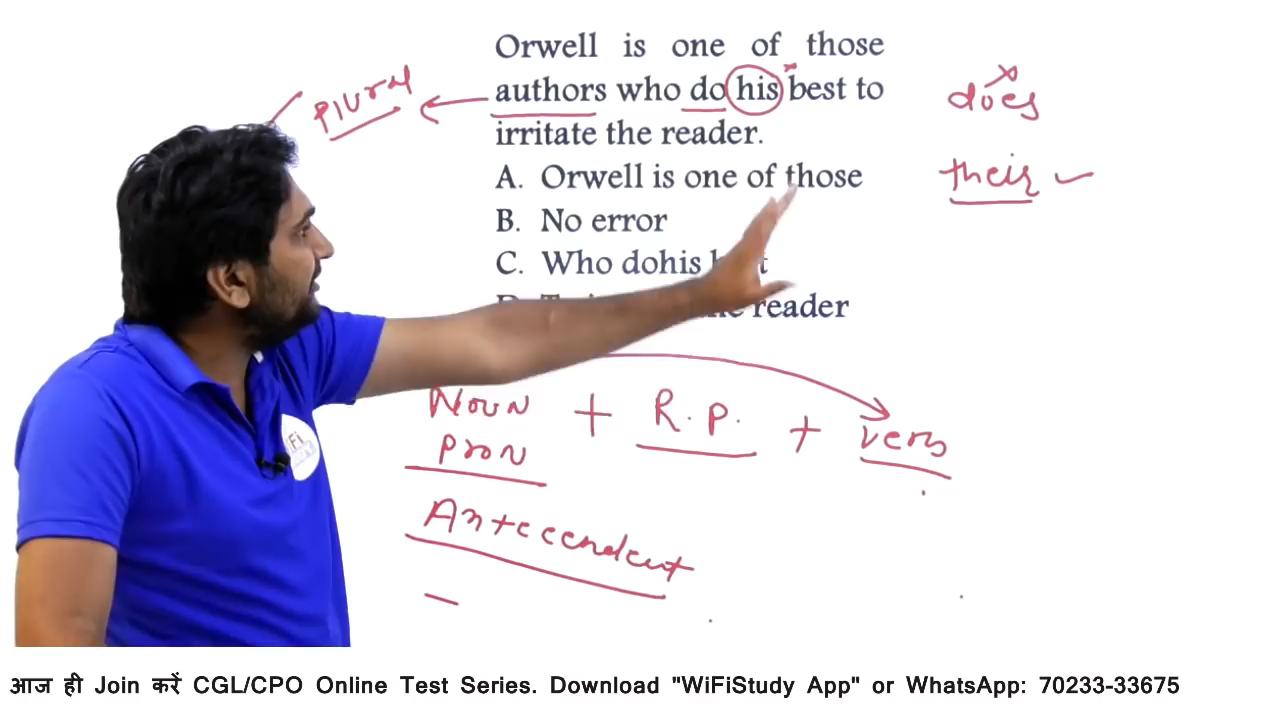 Orwell is one of those
authors who do his best to
irritate the reader.
A. Orwell is one of those
B. No error
C. Who dohis
reader
Plural
does
their
Noun + R.P. + verb
Pron
Antecendent
आज ही Join करें CGL/CPO Online Test Series. Download "WiFiStudy App" or WhatsApp: 70233-33675